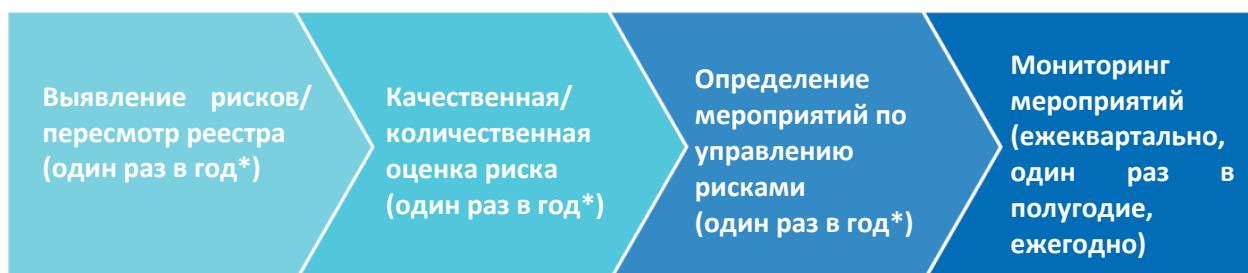 Выявление рисков/
пересмотр реестра
(один раз в год*)
Качественная/
количественная
оценка риска
(один раз в год*)
Определение
мероприятий по
управлению
рисками
(один раз в год*)
Мониторинг
мероприятий
(ежеквартально,
один раз в
полугодие,
ежегодно)